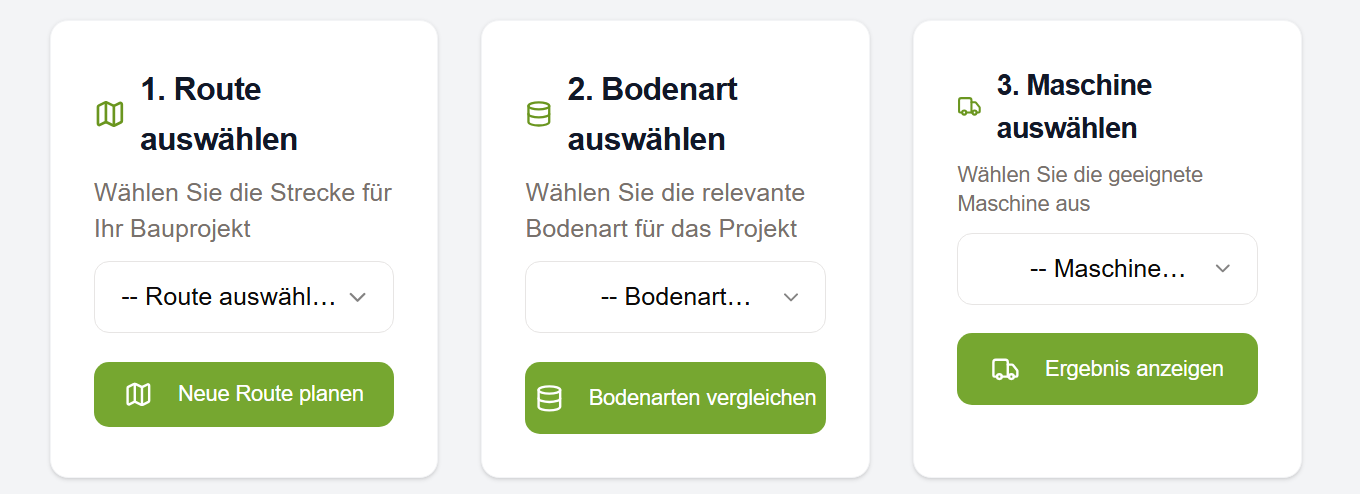 1. Route
auswählen
Wählen Sie die Strecke für
Ihr Bauprojekt
-- Route auswähl...
Neue Route planen
2. Bodenart
auswählen
Wählen Sie die relevante
Bodenart für das Projekt
-- Bodenart...
Bodenarten vergleichen
3. Maschine
auswählen
Wählen Sie die geeignete
Maschine aus
-- Maschine...
Ergebnis anzeigen